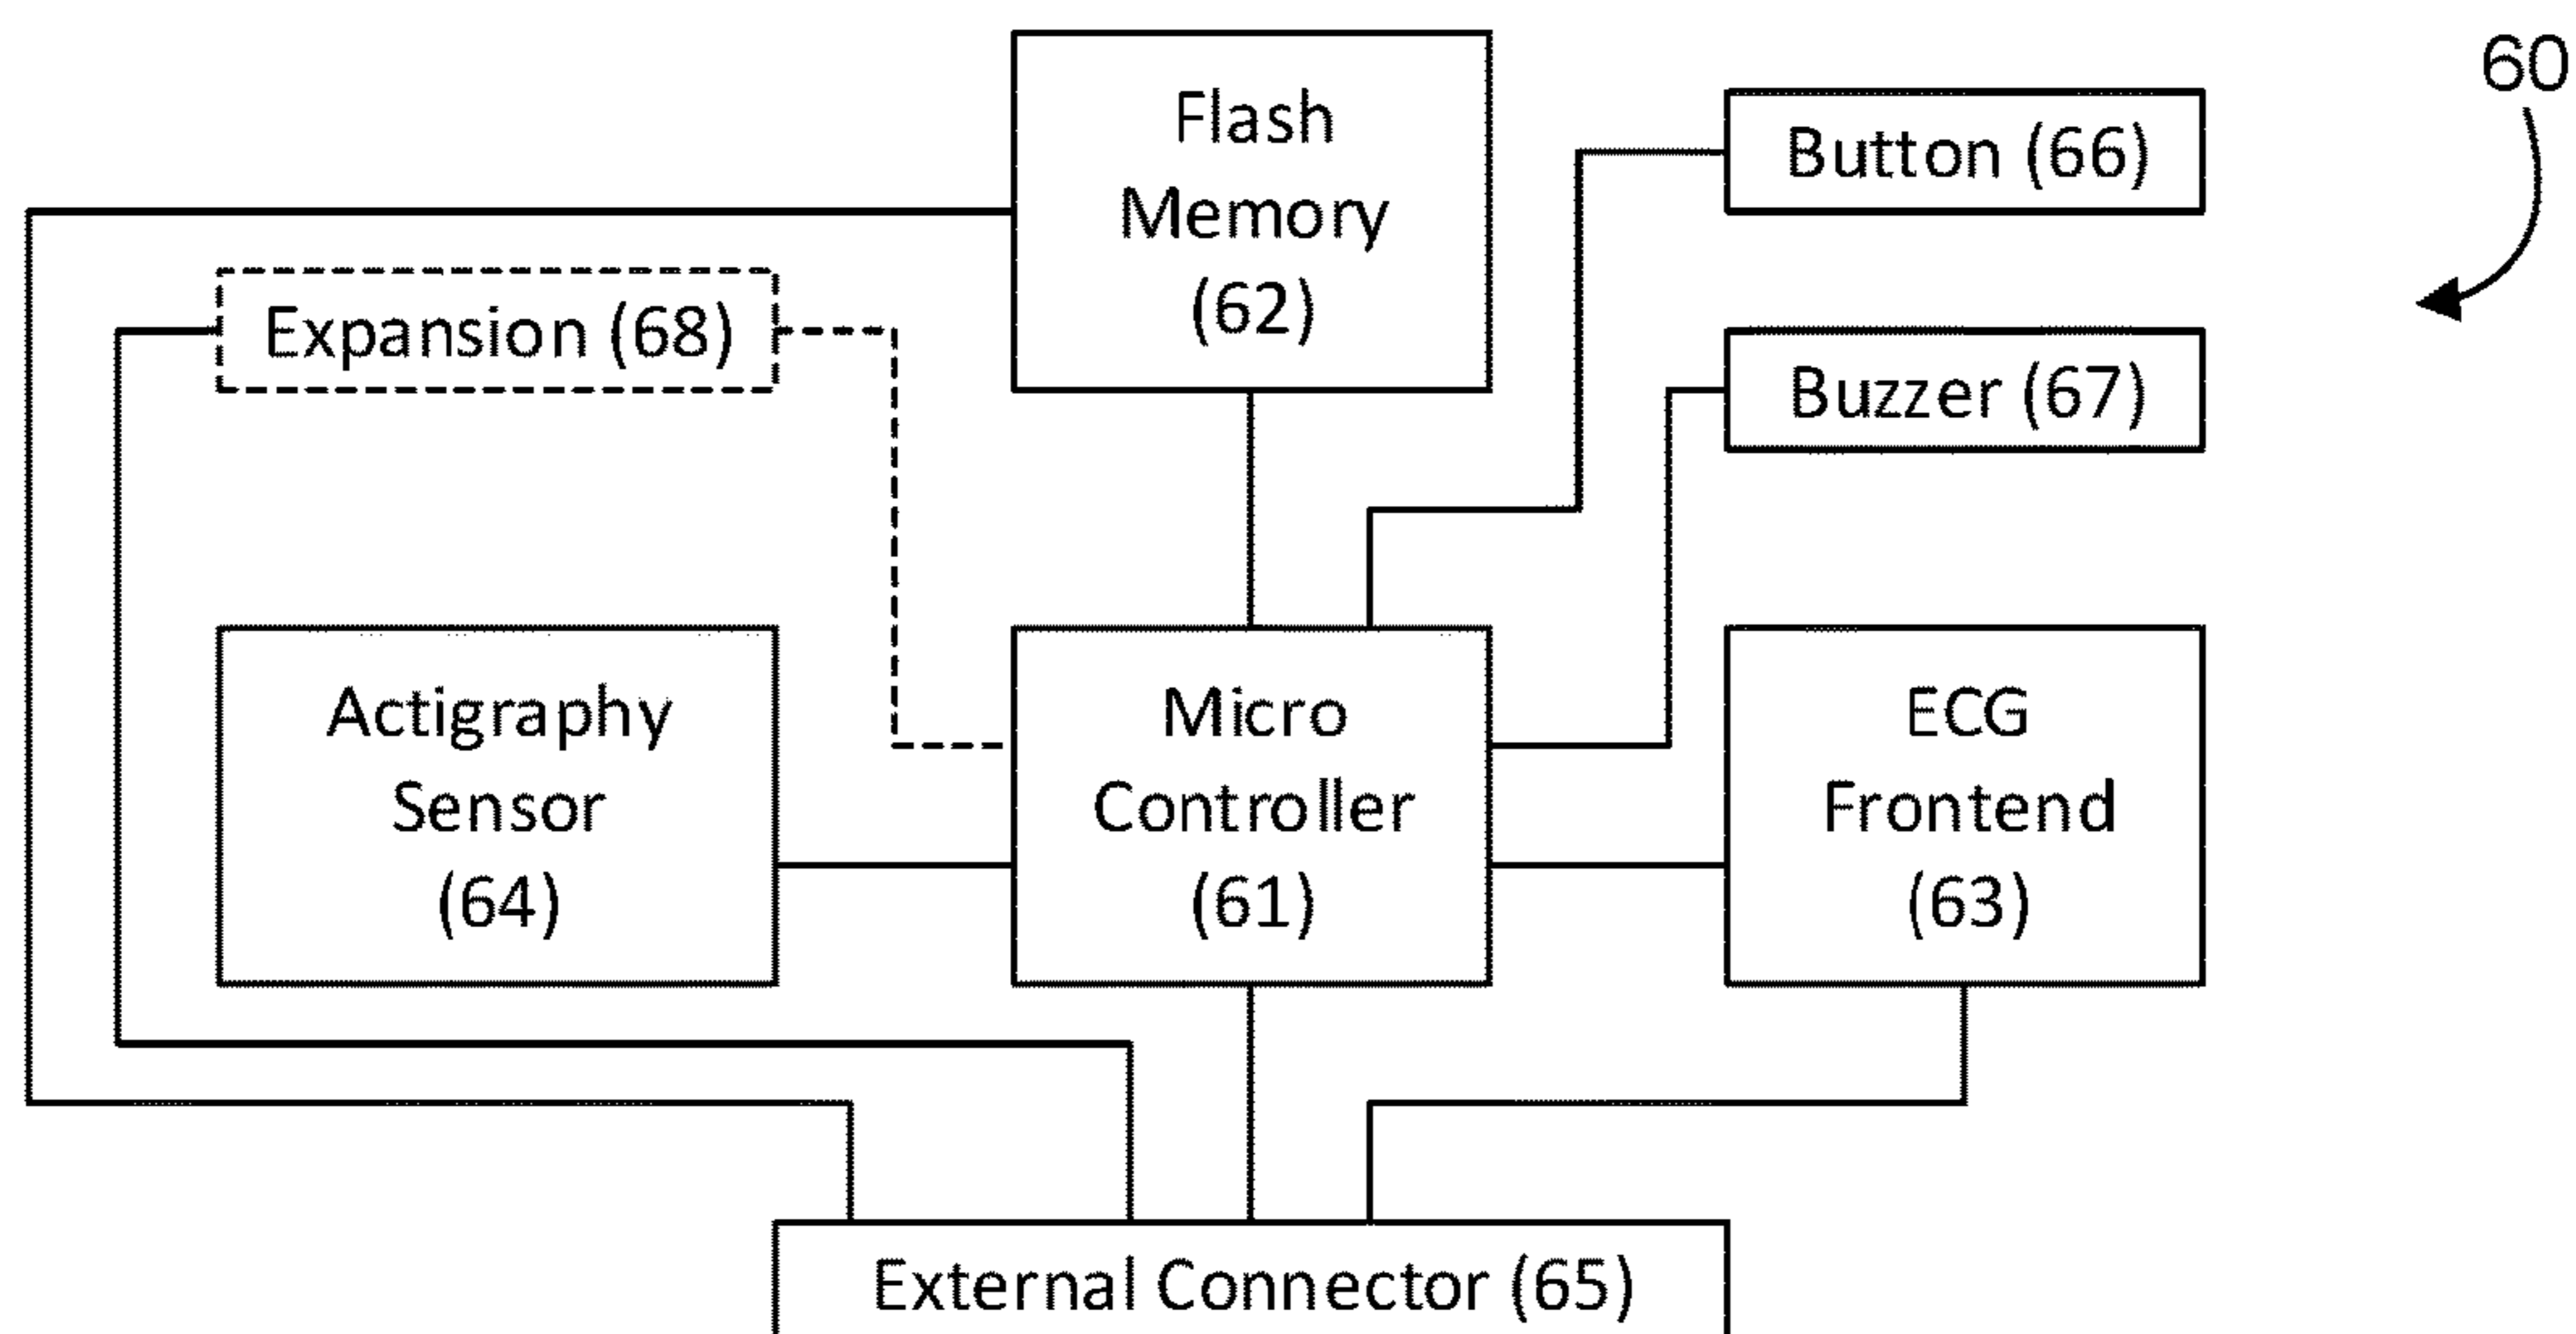 60
Flash
Memory
(62)
Button (66)
Expansion (68)
Buzzer (67)
Actigraphy
Sensor
(64)
Micro
Controller
(61)
ECG
Frontend
(63)
External Connector (65)